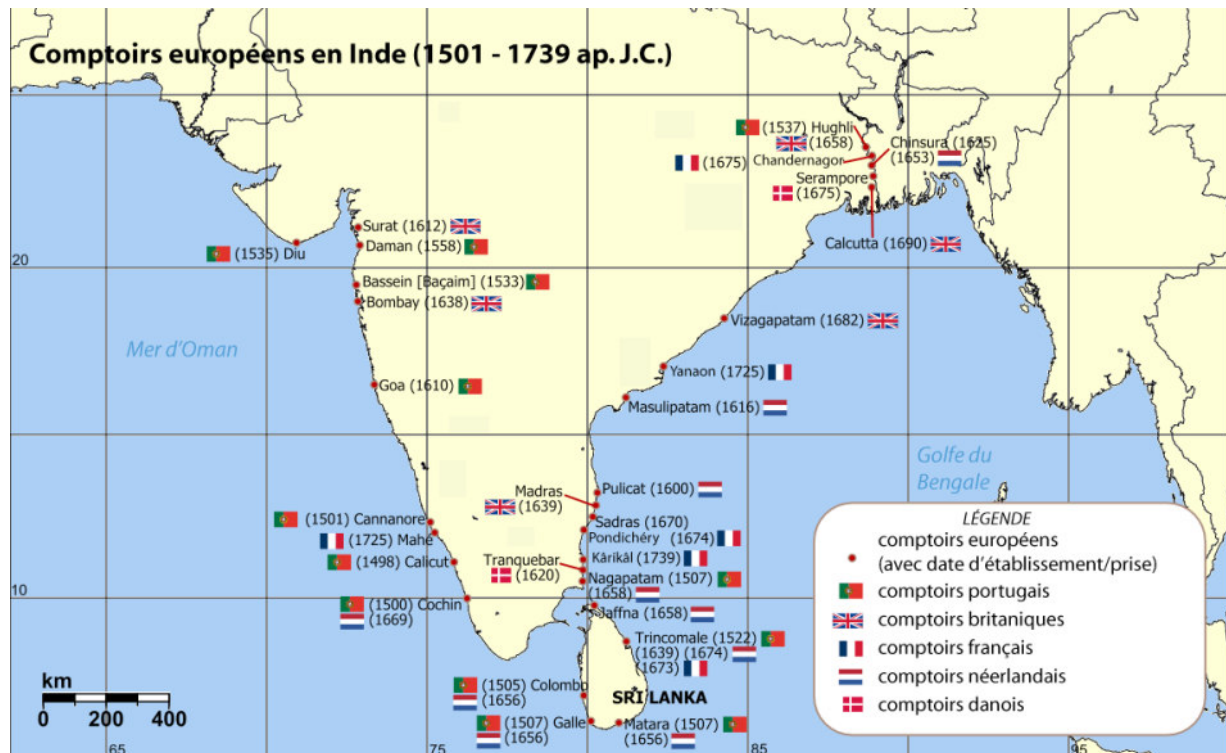 Comptoirs européens en Inde (1501 - 1739 ap. J.C.)
(1537) Hughli
(1658)
Chinsura (1625)
(1653)
(1675) Chandernagor
Serampore
(1675)
Calcutta (1690)
Surat (1612)
Daman (1558)
(1535) Diu
20
Bassein [Baçaim] (1533)
Bombay (1638)
Mer d'Oman
Vizagapatam (1682)
Yanaon (1725)
Goa (1610)
Masulipatam (1616)
Golfe du
Bengale
Pulicat (1600)
Madras
(1639)
(1501) Cannanore
Sadras (1670)
(1725) Mahé
Pondichéry (1674)
(1498) Calicut
Tranquebar
(1620)
Kârikâl (1739)
Nagapatam (1507)
(1658)
10
(1500) Cochin
(1669)
Jaffna (1658)
Trincomale (1522)
(1639) (1674)
(1673)
(1505) Colombo
(1656)
SRI LANKA
(1507) Galle
(1656)
Matara (1507)
(1656)
km
0 200 400
65
75
85
95
LÉGENDE
comptoirs européens
(avec date d'établissement/prise)
comptoirs portugais
comptoirs britaniques
comptoirs français
comptoirs néerlandais
comptoirs danois